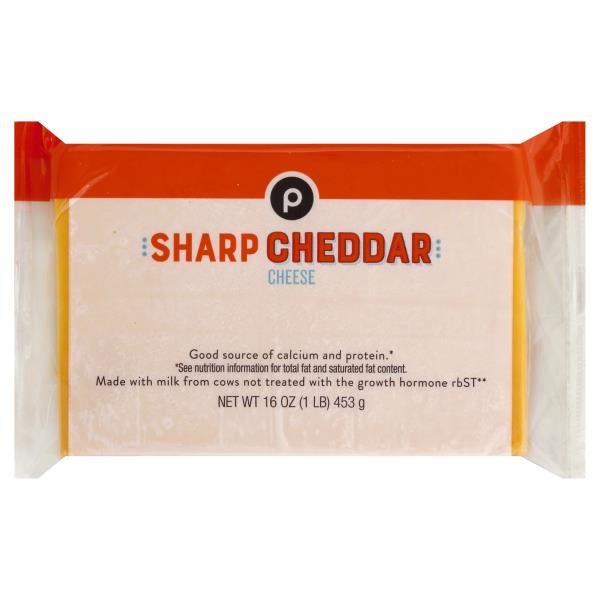 p
SHARP CHEDDAR
CHEESE
Good source of calcium and protein.*
*See nutrition information for total fat and saturated fat content.
Made with milk from cows not treated with the growth hormone rbST**
NET WT 16 OZ (1 LB) 453 g